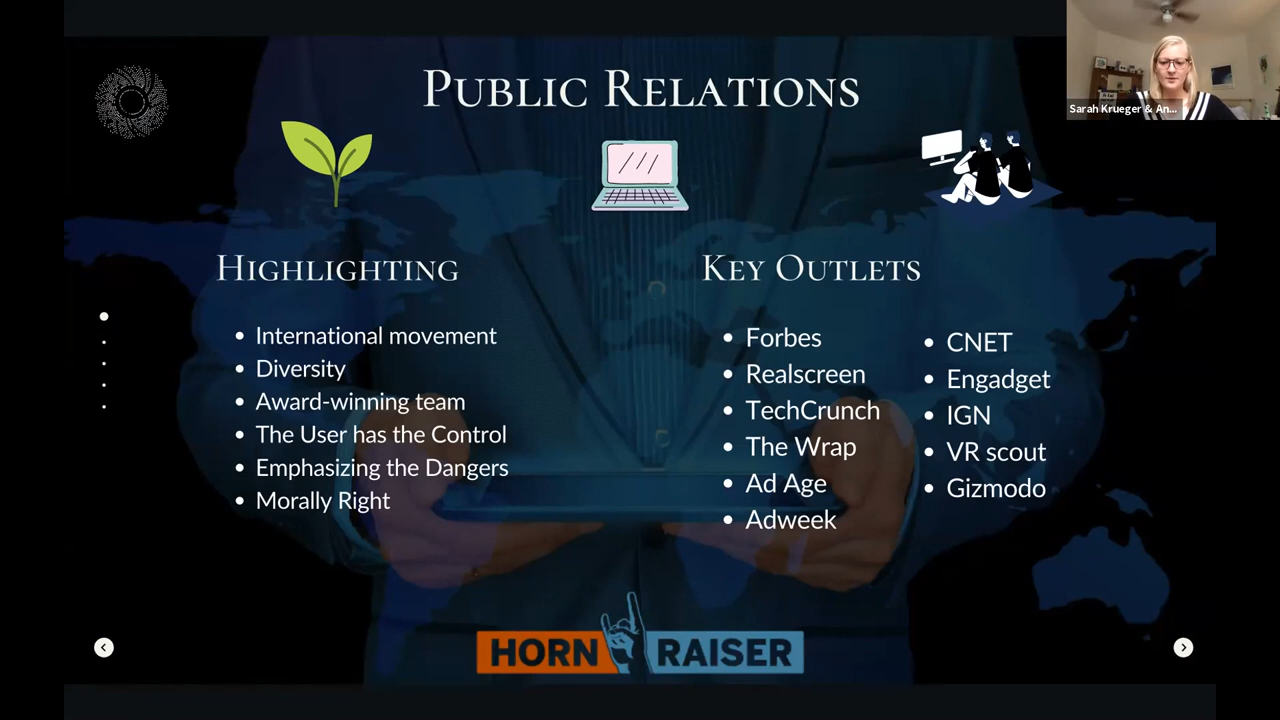 Public Relations
Sarah Krueger & An...
Highlighting
International movement
Diversity
Award-winning team
The User has the Control
Emphasizing the Dangers
Morally Right
Key Outlets
Forbes
Realscreen
TechCrunch
The Wrap
Ad Age
Adweek
CNET
Engadget
IGN
VR scout
Gizmodo
HORN RAISER